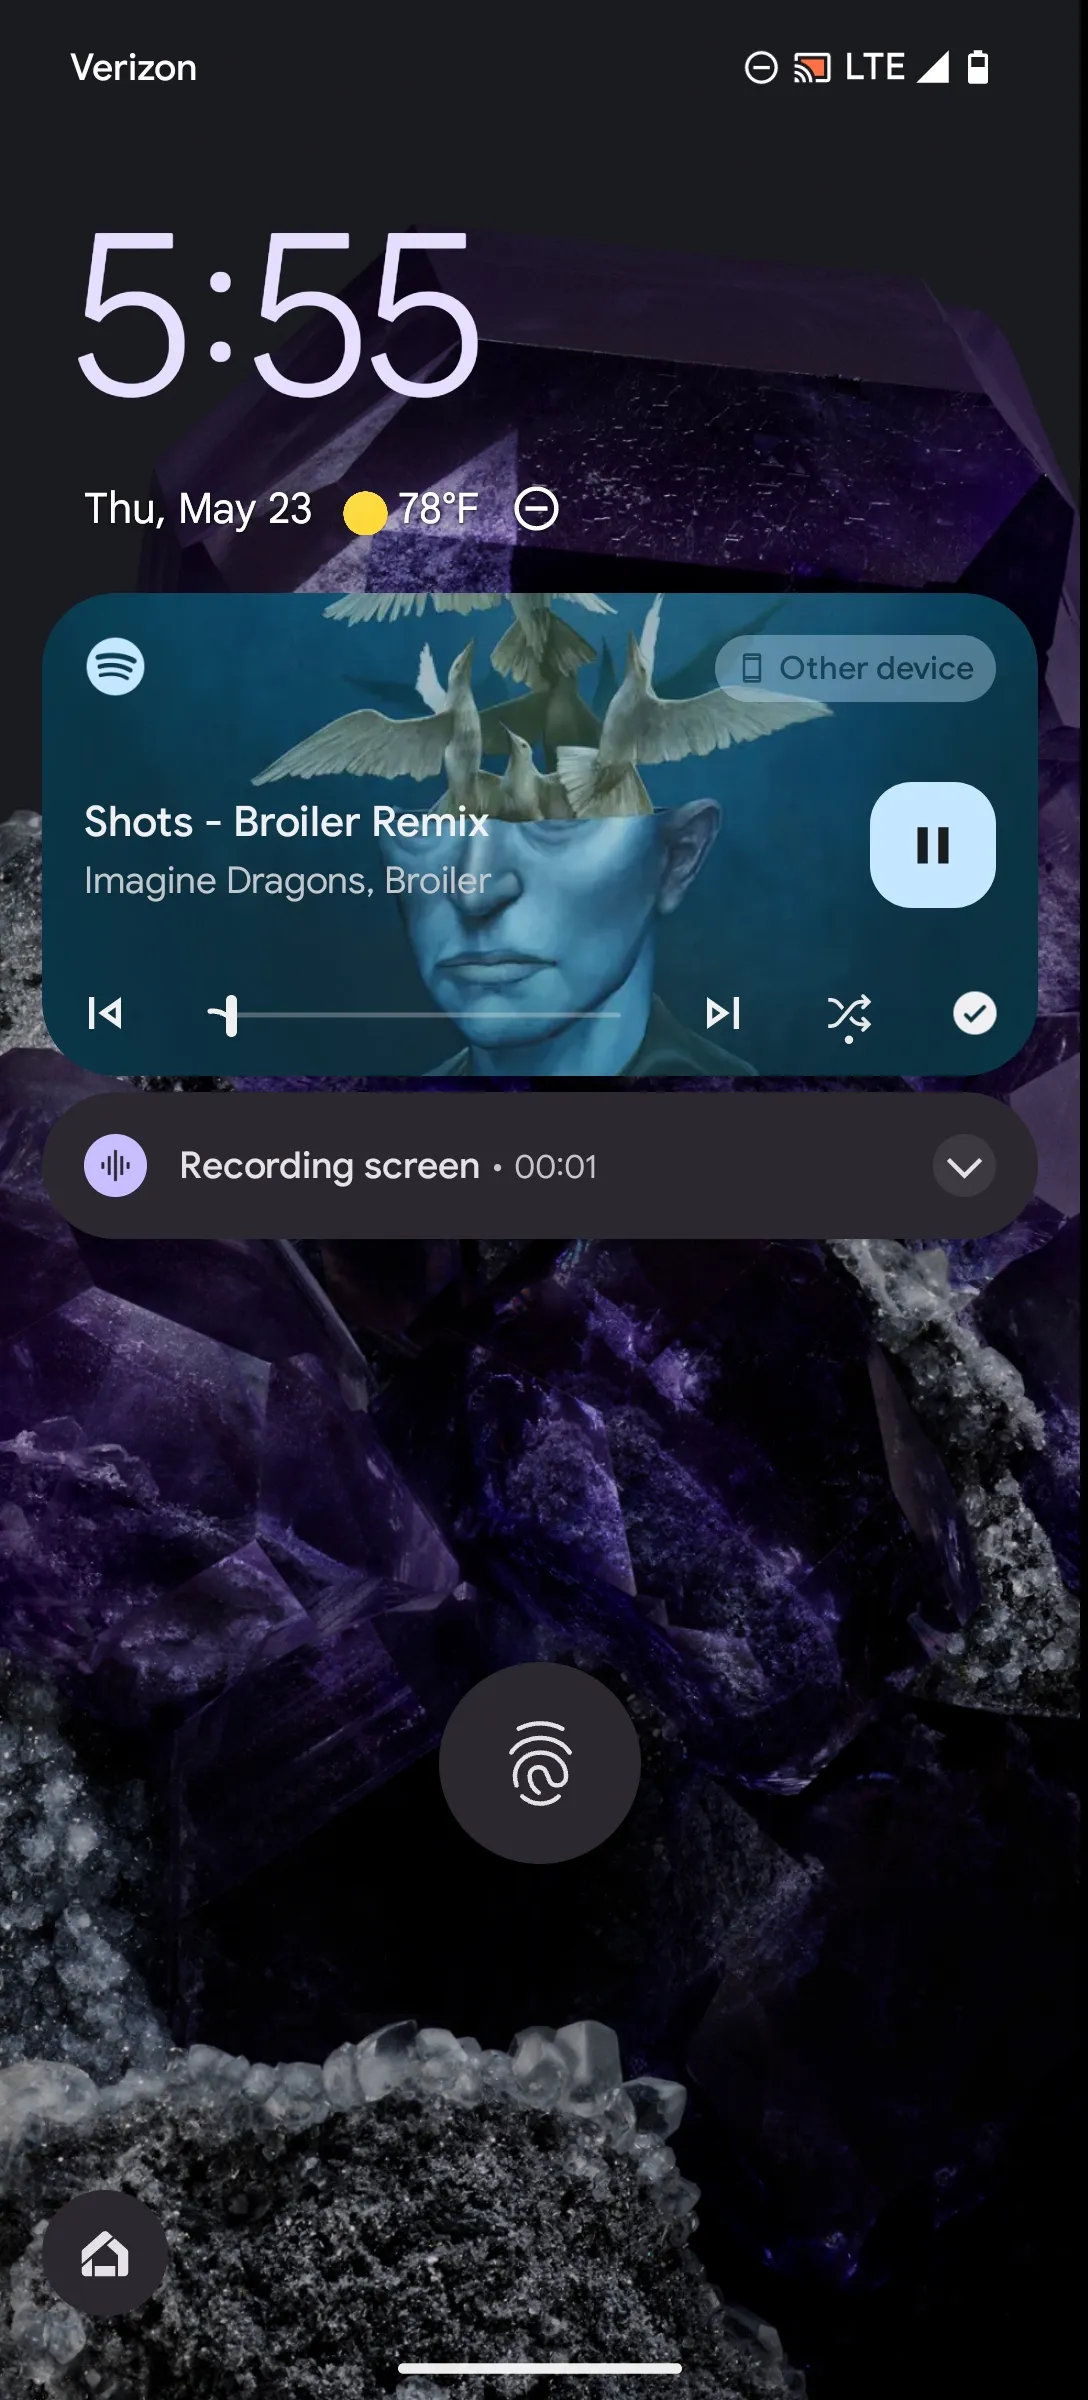 Verizon
LTE
5:55
Thu, May 23 78°F
Other device
Shots - Broiler Remix
Imagine Dragons, Broiler
Recording screen • 00:01